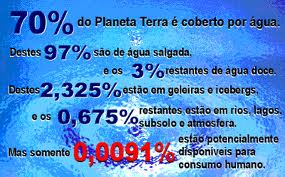 70% do Planeta Terra é coberto por água.
Destes 97% são de água salgada,
e os 3% restantes de água doce.
Destes 2,325% estão em geleiras e icebergs,
e os 0,675% restantes estão em rios, lagos,
subsolo e atmosfera.
Mas somente 0,0091% estão potencialmente
disponíveis para
consumo humano.